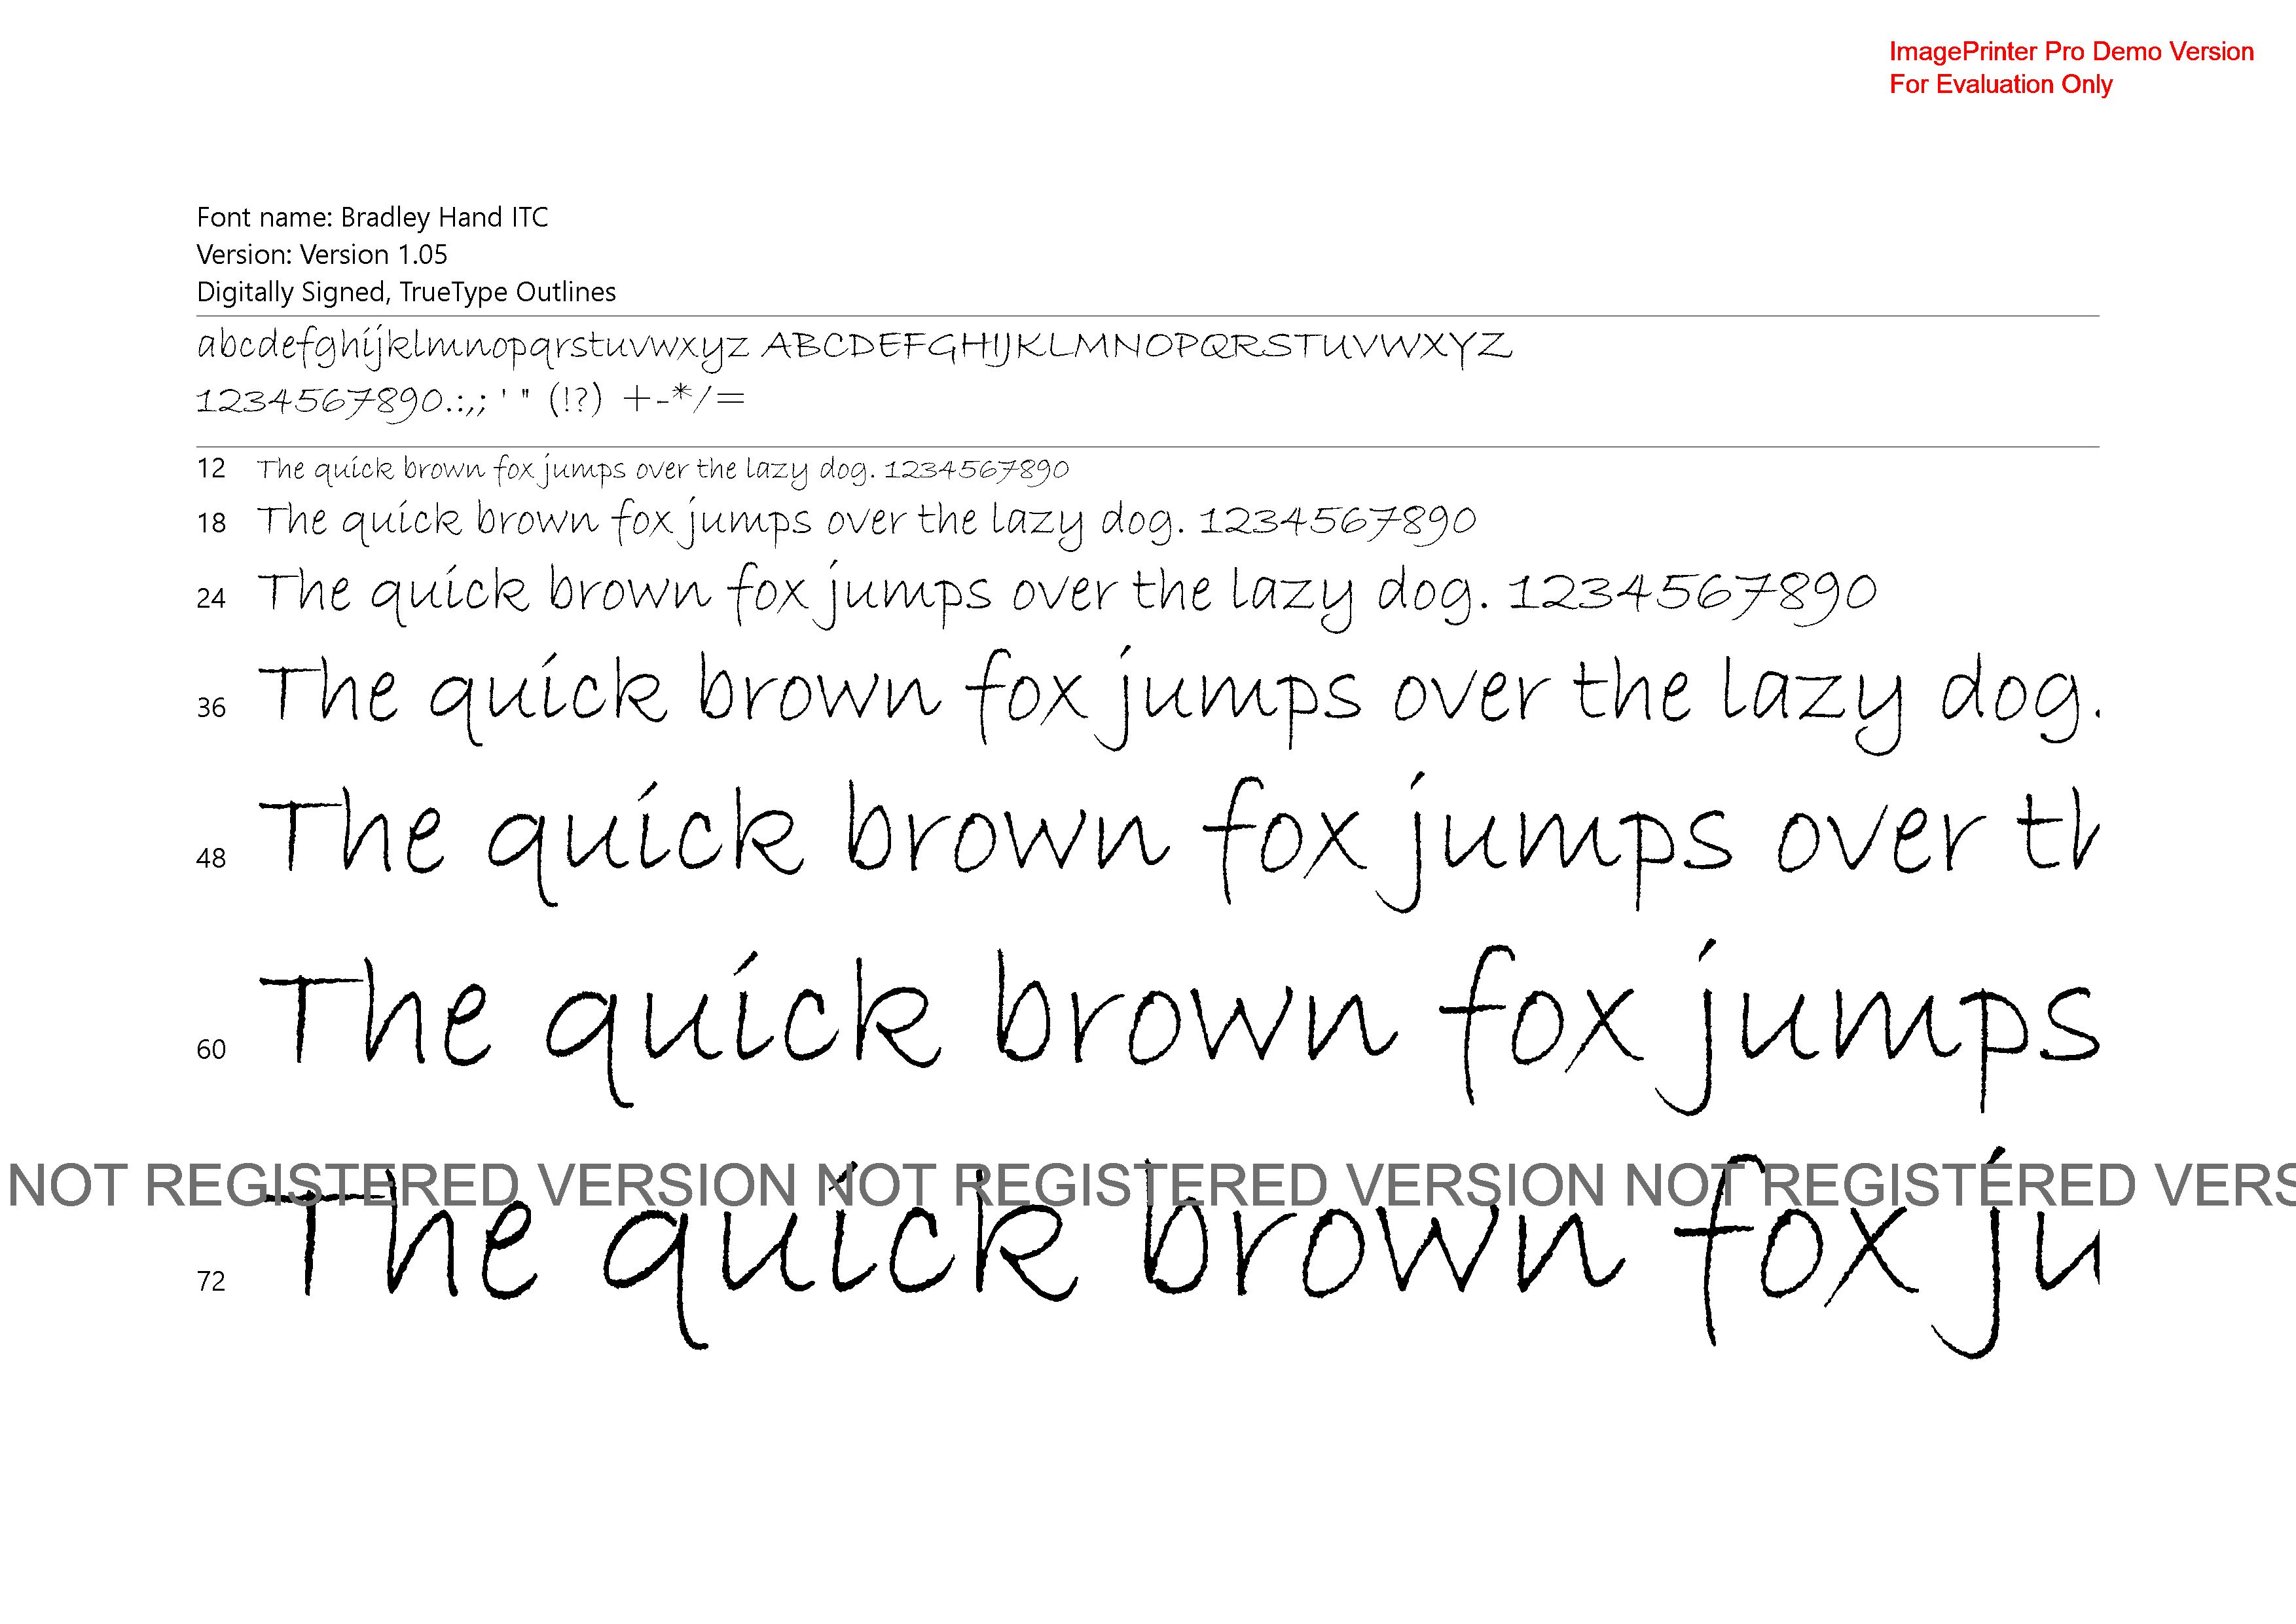 ImagePrinter Pro Demo Version
For Evaluation Only
Font name: Bradley Hand ITC
Version: Version 1.05
Digitally Signed, TrueType Outlines
abcdefghijklmnopqrstuvwxyz ABCDEFGHIJKLMNOPQRSTUVWXYZ
1234567890.:,; ' " (!?) +-*/=
12 The quick brown fox jumps over the lazy dog. 1234567890
18 The quick brown fox jumps over the lazy dog. 1234567890
24 The quick brown fox jumps over the lazy dog. 1234567890
36 The quick brown fox jumps over the lazy dog.
48 The quick brown fox jumps over th
60 The quick brown fox jumps
NOT REGISTERED VERSION NOT REGISTERED VERSION NOT REGISTERED VERS
72 The quick brown fox ju